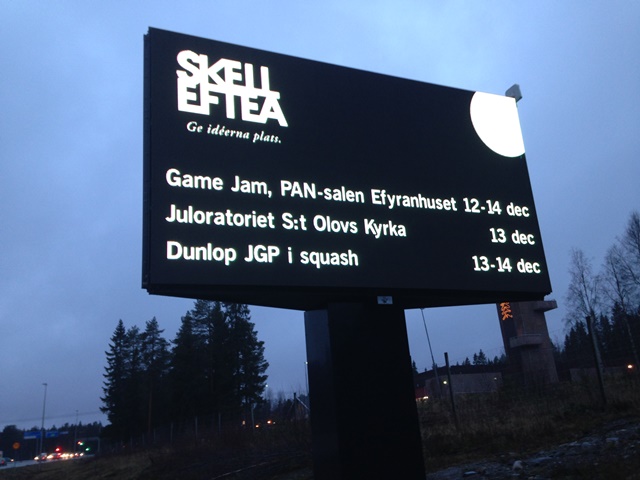 SKELL
EFTEÅ
Ge idéerna plats.
Game Jam, PAN-salen Efyranhuset 12-14 dec
Juloratoriet S:t Olovs Kyrka 13 dec
Dunlop JGP i squash 13-14 dec